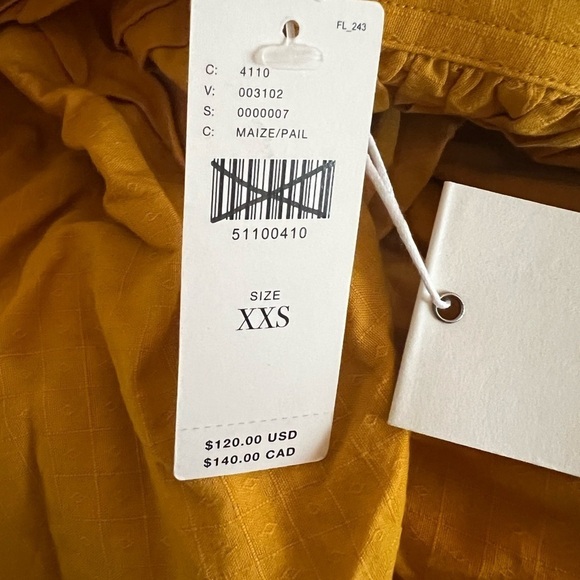 FL_243
C: 4110
V: 003102
S: 0000007
C: MAIZE/PAIL
51100410
SIZE
XXS
$120.00 USD
$140.00 CAD